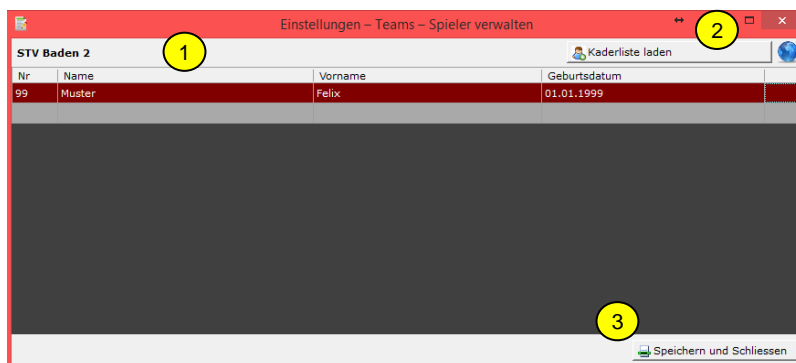 Einstellungen – Teams – Spieler verwalten
2
STV Baden 2
1
Kaderliste laden
Nr Name Vorname Geburtsdatum
99 Muster Felix 01.01.1999
3
Speichern und Schliessen